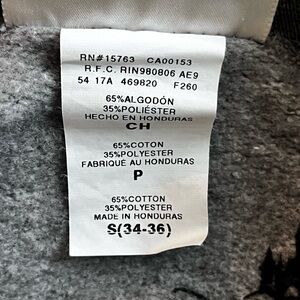 RN#15763 CA00153
R.F.C. RIN980806 AE9
54 17A 469820 F260
65%ALGODÓN
35%POLIÉSTER
HECHO EN HONDURAS
CH
65%COTON
35%POLYESTER
FABRIQUÉ AU HONDURAS
P
65%COTTON
35%POLYESTER
MADE IN HONDURAS
S(34-36)